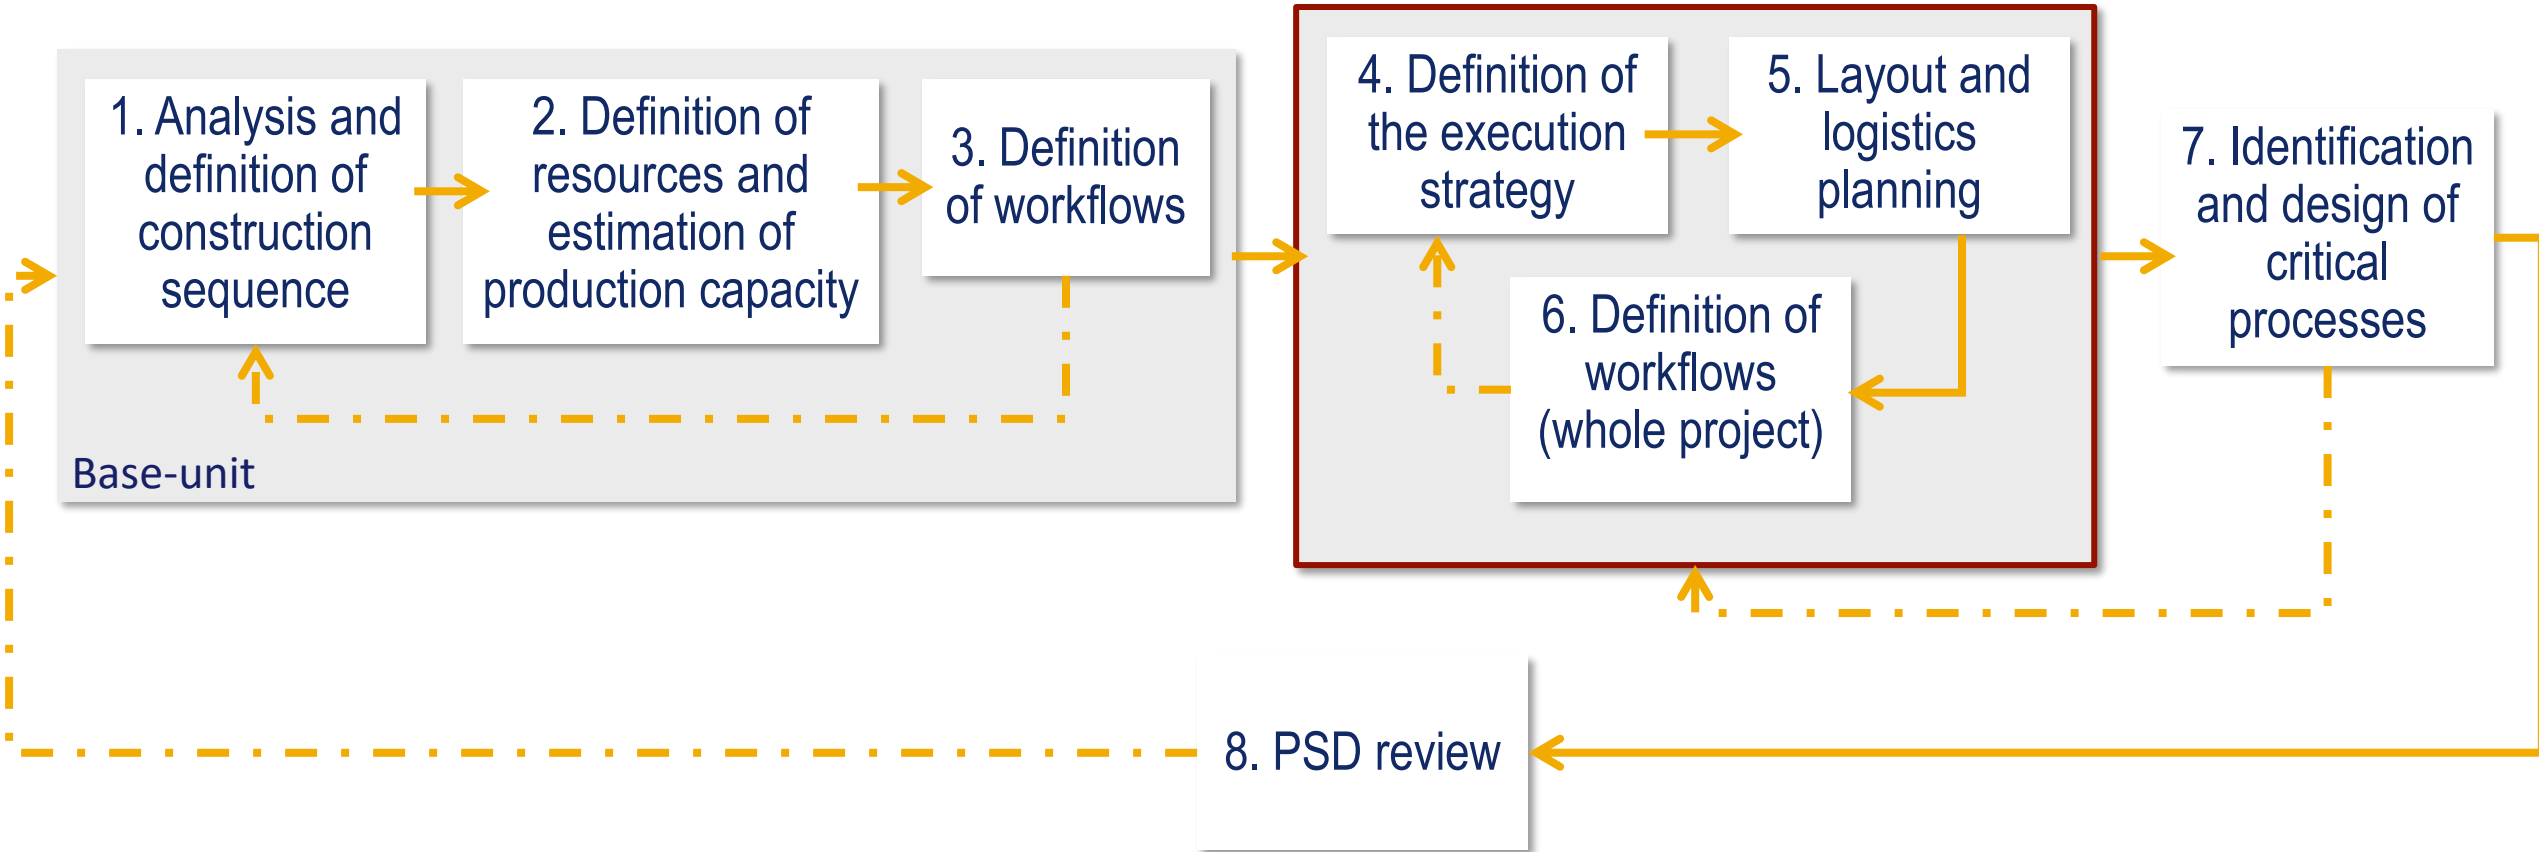 1. Analysis and
definition of
construction
sequence
2. Definition of
resources and
estimation of
production capacity
3. Definition
of workflows
Base-unit
4. Definition of
the execution
strategy
5. Layout and
logistics
planning
6. Definition of
workflows
(whole project)
7. Identification
and design of
critical
processes
8. PSD review